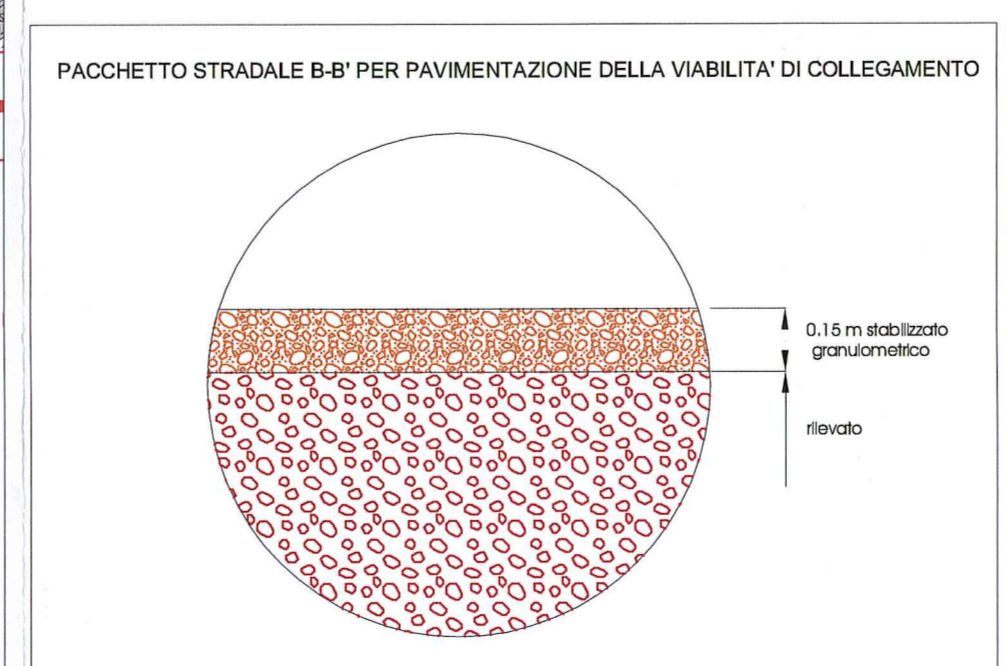 PACCHETTO STRADALE B-B' PER PAVIMENTAZIONE DELLA VIABILITA' DI COLLEGAMENTO
0.15 m stabilizzato
granulometrico
rilevato